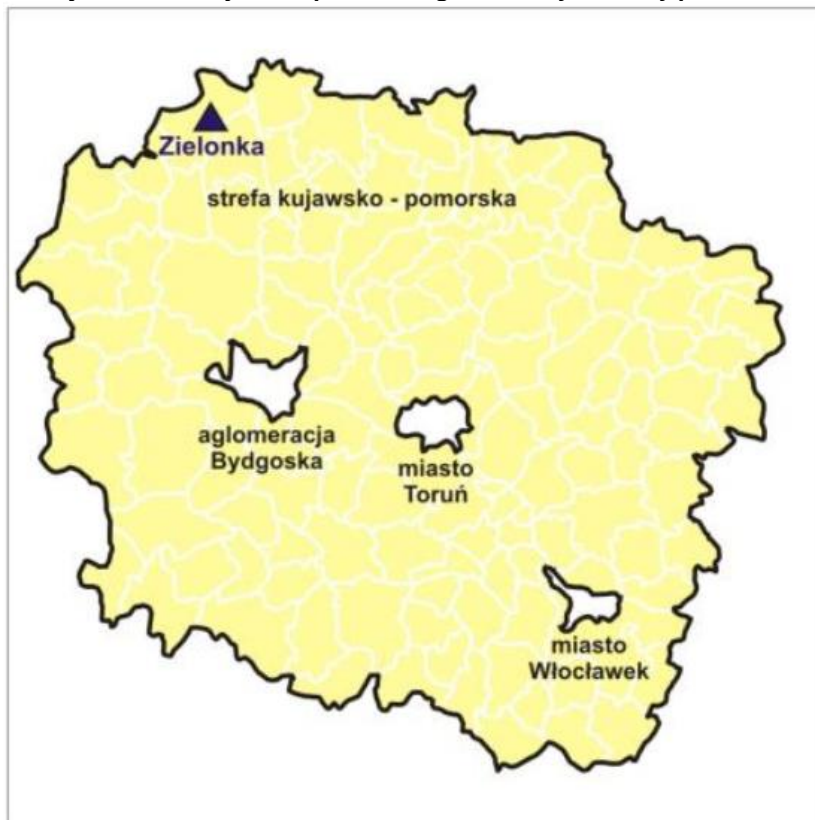 Zielonka
strefa kujawsko - pomorska
aglomeracja
Bydgoska
miasto
Toruń
miasto
Włocławek